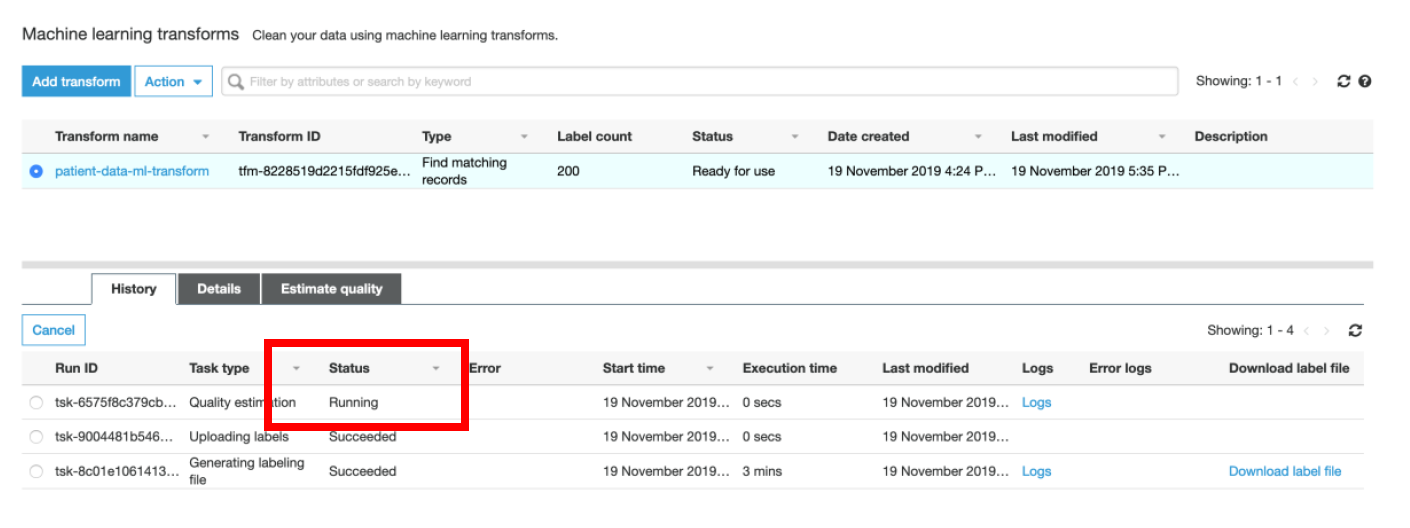 Machine learning transforms Clean your data using machine learning transforms.
Add transform Action Filter by attributes or search by keyword Showing: 1 - 1
Transform name Transform ID Type Label count Status Date created Last modified Description
patient-data-ml-transform tfm-8228519d2215fdf925e... Find matching records 200 Ready for use 19 November 2019 4:24 P... 19 November 2019 5:35 P...
History Details Estimate quality
Cancel Showing: 1 - 4
Run ID Task type Status Error Start time Execution time Last modified Logs Error logs Download label file
tsk-6575f8c379cb... Quality estimation Running 19 November 2019... 0 secs 19 November 2019... Logs
tsk-9004481b546... Uploading labels Succeeded 19 November 2019... 0 secs 19 November 2019...
tsk-8c01e1061413... Generating labeling file Succeeded 19 November 2019... 3 mins 19 November 2019... Logs Download label file